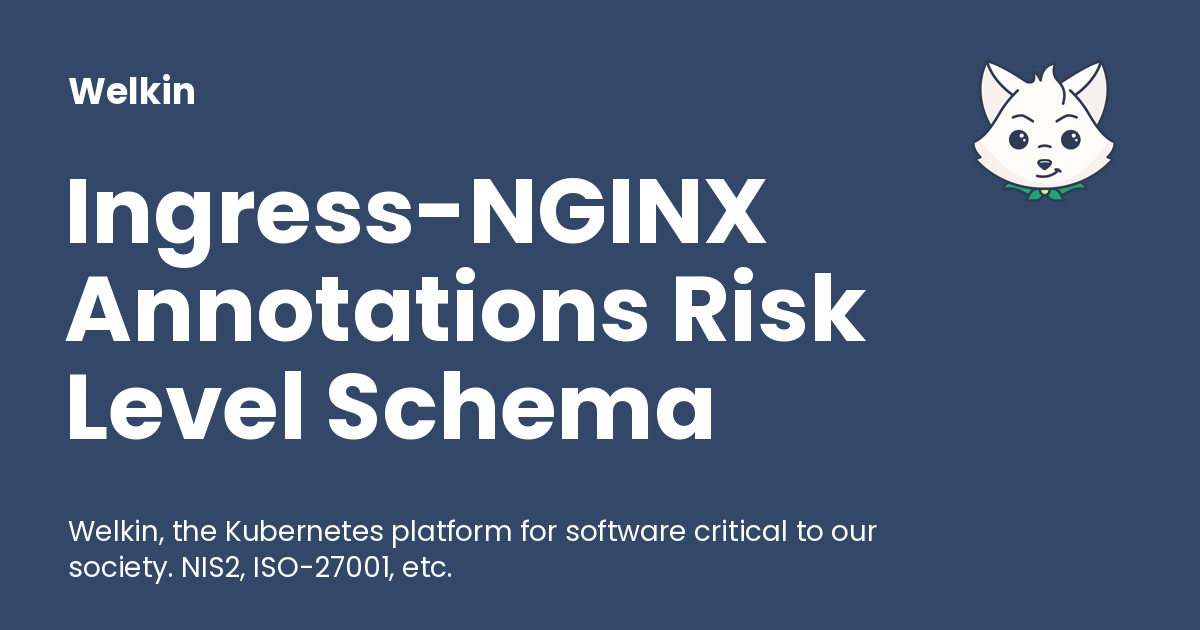 Welkin
Ingress-NGINX
Annotations Risk
Level Schema
Welkin, the Kubernetes platform for software critical to our
society. NIS2, ISO-27001, etc.